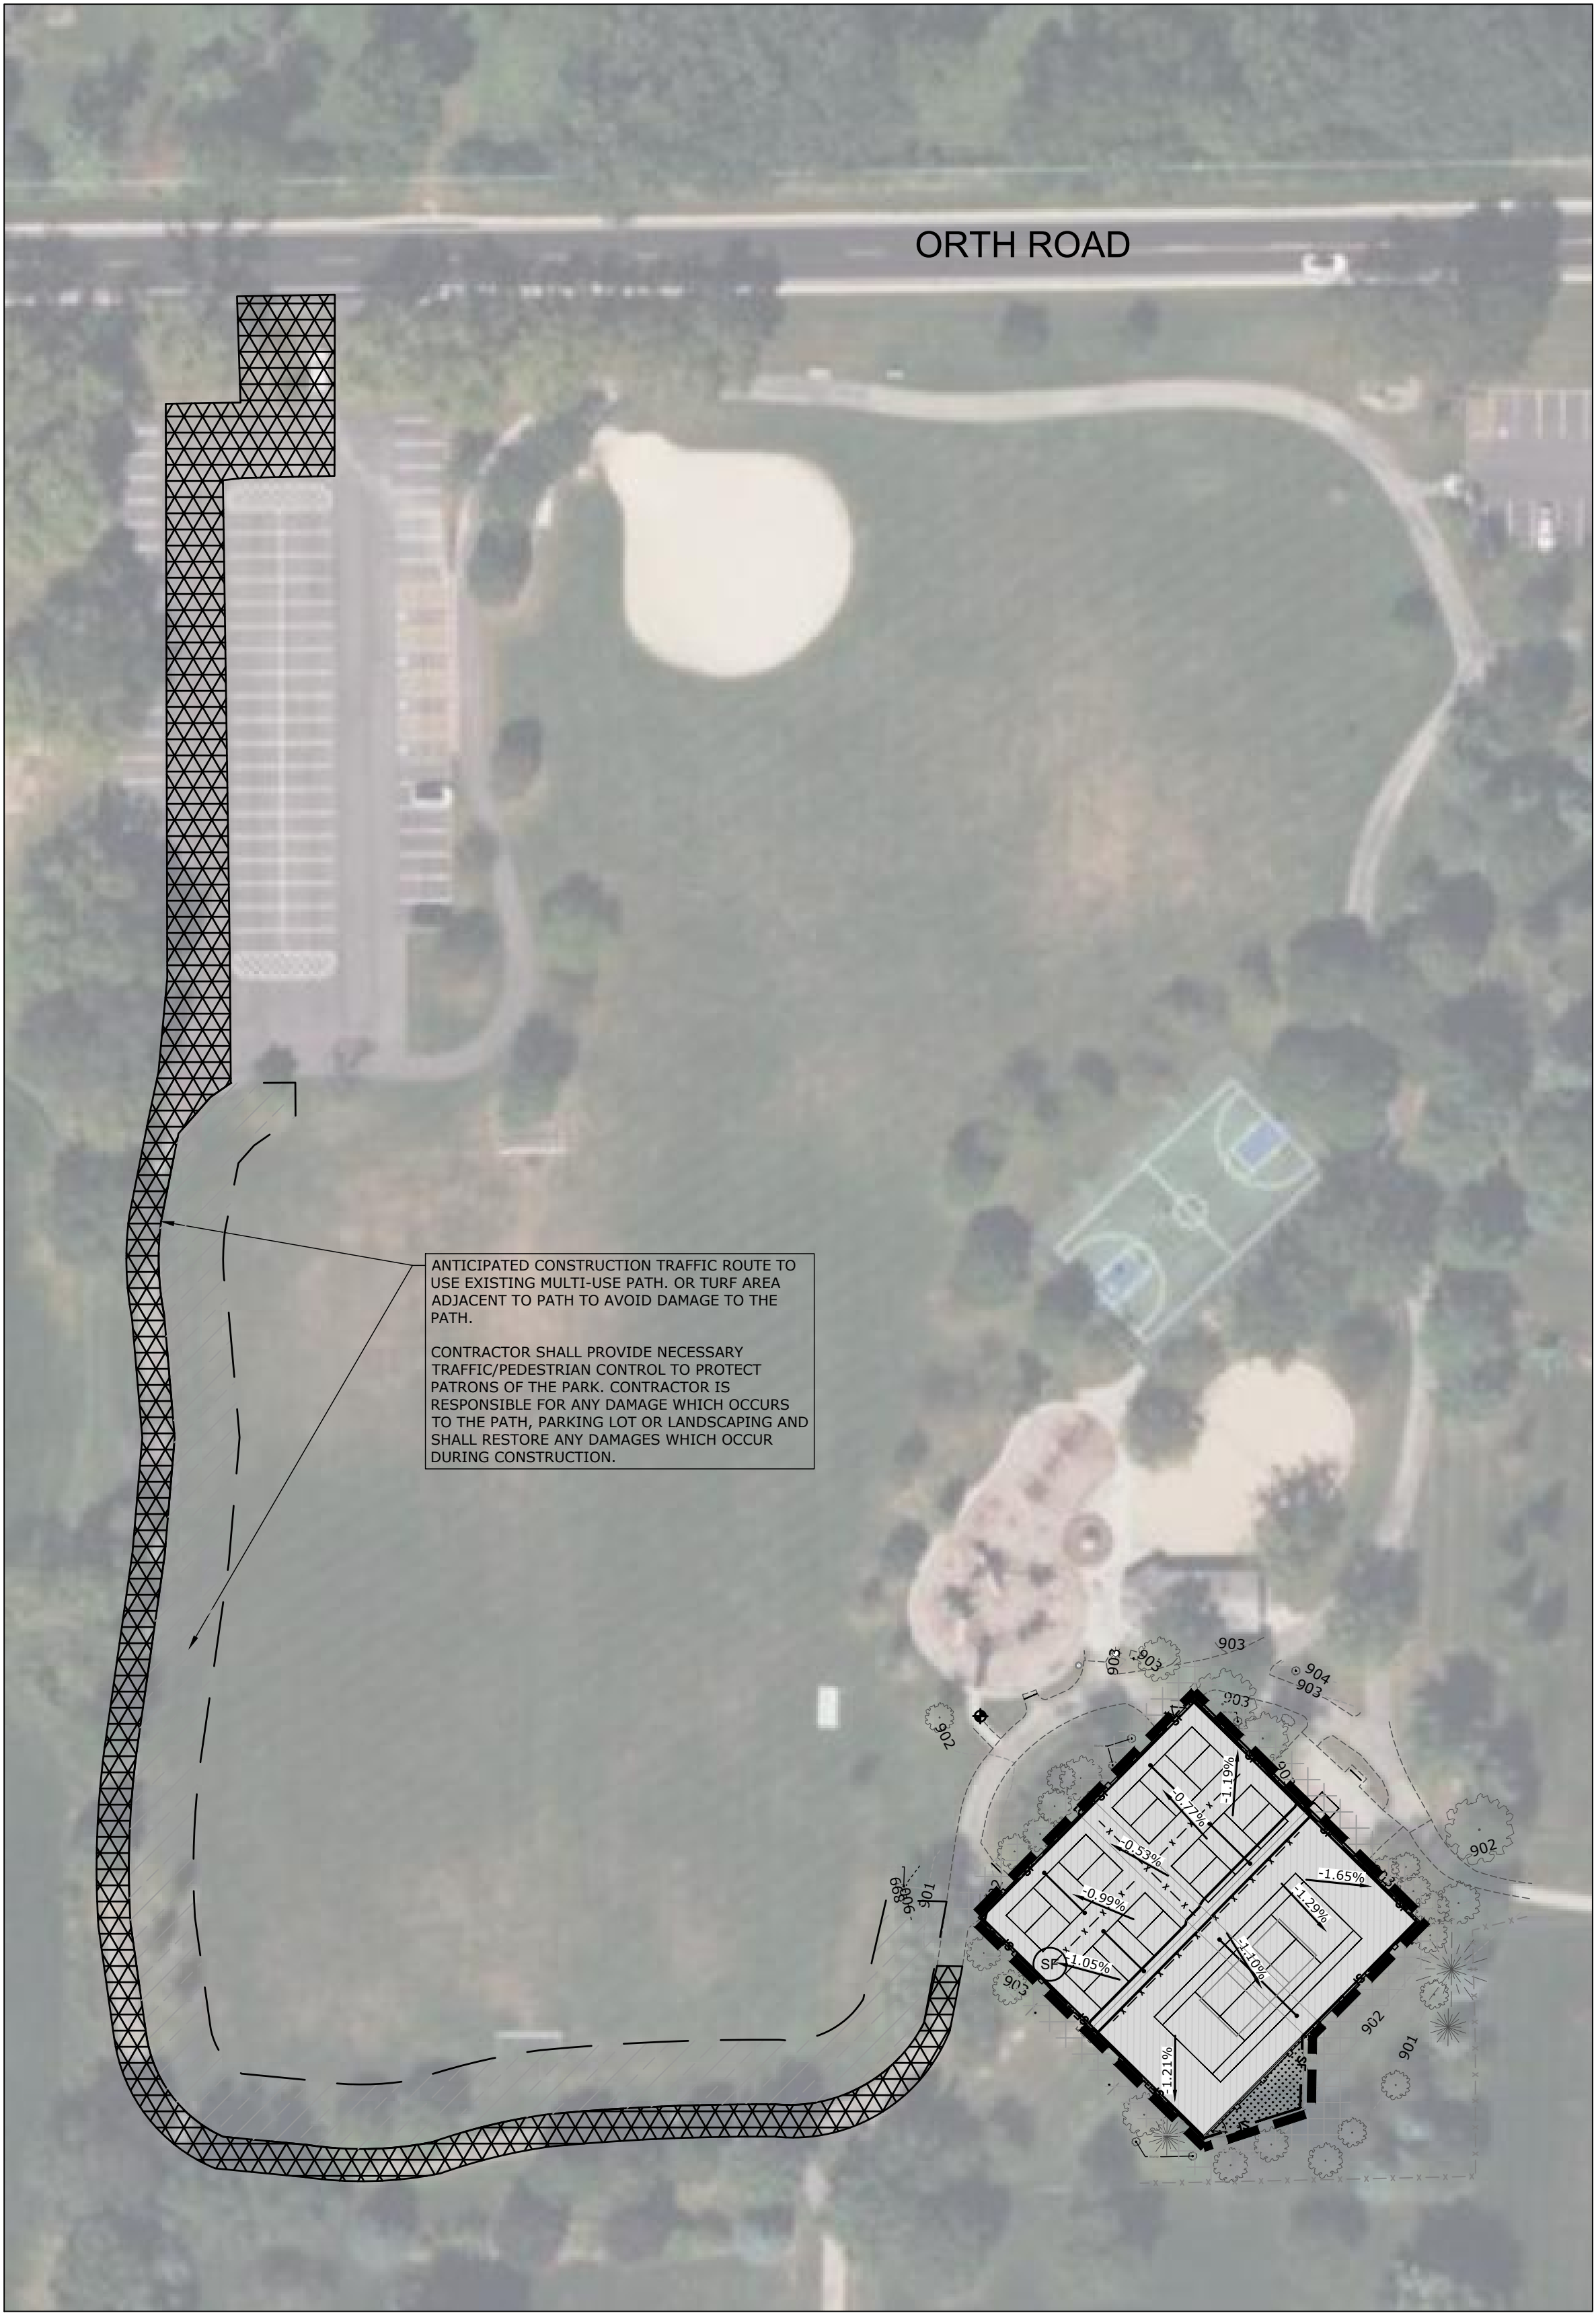 ORTH ROAD
ANTICIPATED CONSTRUCTION TRAFFIC ROUTE TO
USE EXISTING MULTI-USE PATH. OR TURF AREA
ADJACENT TO PATH TO AVOID DAMAGE TO THE
PATH.
CONTRACTOR SHALL PROVIDE NECESSARY
TRAFFIC/PEDESTRIAN CONTROL TO PROTECT
PATRONS OF THE PARK. CONTRACTOR IS
RESPONSIBLE FOR ANY DAMAGE WHICH OCCURS
TO THE PATH, PARKING LOT OR LANDSCAPING AND
SHALL RESTORE ANY DAMAGES WHICH OCCUR
DURING CONSTRUCTION.
903
903
903
904
903
903
902
-1.19%
-0.77%
-0.53%
902
-1.65%
-1.29%
899
900
901
-0.99%
-1.10%
SF
-1.05%
903
902
901
-1.21%